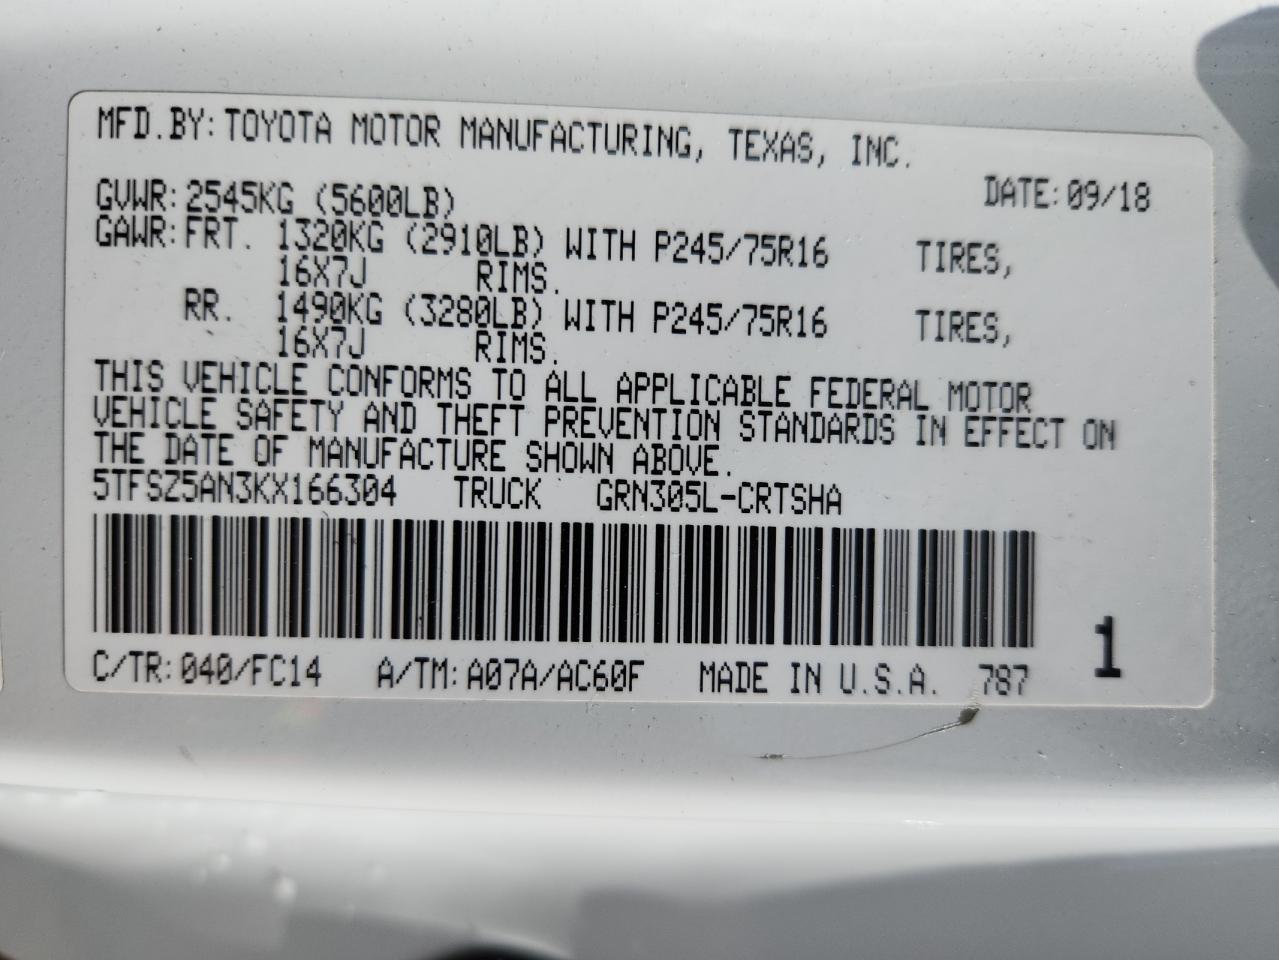 MFD.BY: TOYOTA MOTOR MANUFACTURING, TEXAS, INC.
DATE: 09/18
GVWR: 2545KG (5600LB)
GAWR: FRT. 1320KG (2910LB) WITH P245/75R16 TIRES,
16X7J RIMS.
RR. 1490KG (3280LB) WITH P245/75R16 TIRES,
16X7J RIMS.
THIS VEHICLE CONFORMS TO ALL APPLICABLE FEDERAL MOTOR
VEHICLE SAFETY AND THEFT PREVENTION STANDARDS IN EFFECT ON
THE DATE OF MANUFACTURE SHOWN ABOVE.
5TFSZ5AN3KX166304 TRUCK GRN305L-CRTSHA
C/TR: 040/FC14 A/TM: A07A/AC60F MADE IN U.S.A. 787 1